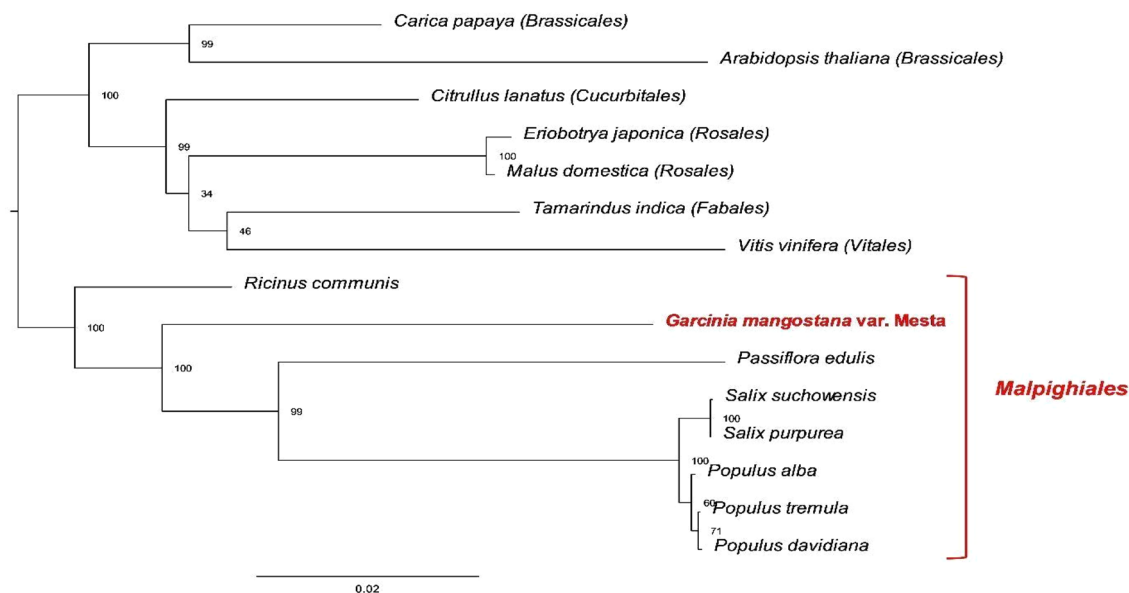 Carica papaya (Brassicales)
99
Arabidopsis thaliana (Brassicales)
100
Citrullus lanatus (Cucurbitales)
Eriobotrya japonica (Rosales)
99
100
Malus domestica (Rosales)
34
Tamarindus indica (Fabales)
46
Vitis vinifera (Vitales)
Ricinus communis
Garcinia mangostana var. Mesta
100
Passiflora edulis
100
Malpighiales
Salix suchowensis
99
100
Salix purpurea
100
Populus alba
60
Populus tremula
71
Populus davidiana
0.02